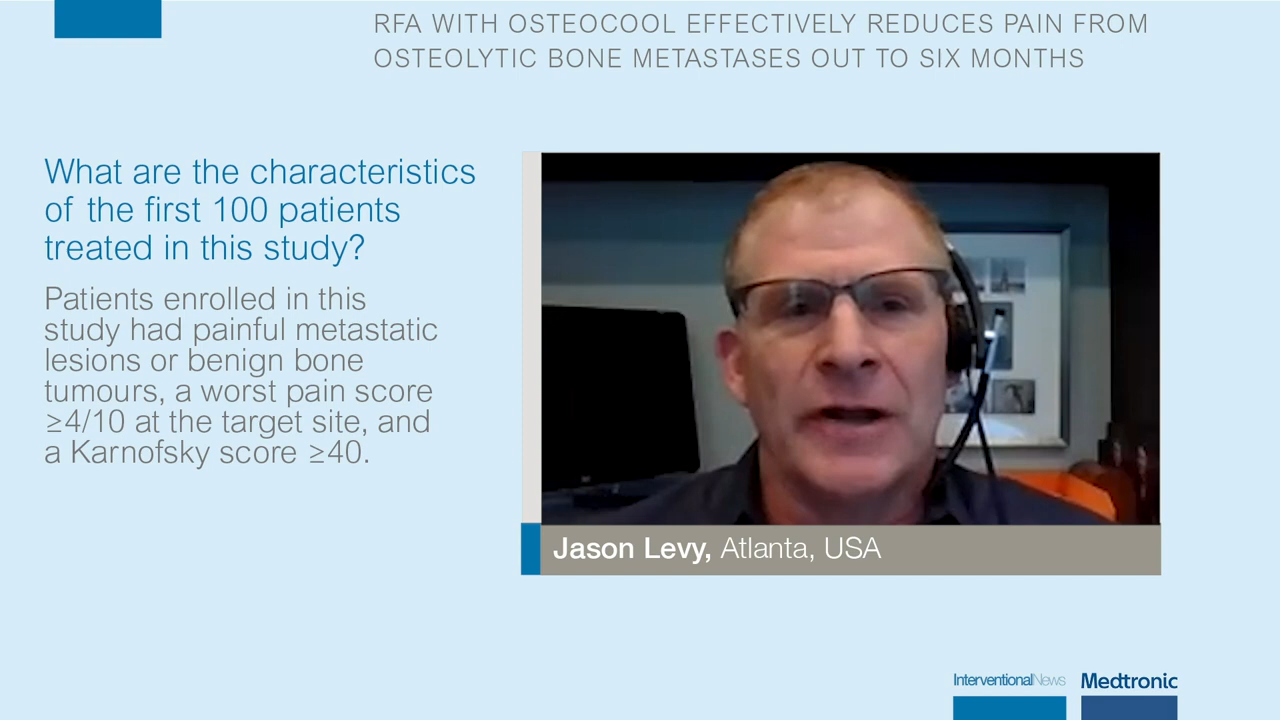 RFA WITH OSTEOCOOL EFFECTIVELY REDUCES PAIN FROM
OSTEOLYTIC BONE METASTASES OUT TO SIX MONTHS
What are the characteristics
of the first 100 patients
treated in this study?
Patients enrolled in this
study had painful metastatic
lesions or benign bone
tumours, a worst pain score
≥4/10 at the target site, and
a Karnofsky score ≥40.
Jason Levy, Atlanta, USA
InterventionalNews
Medtronic